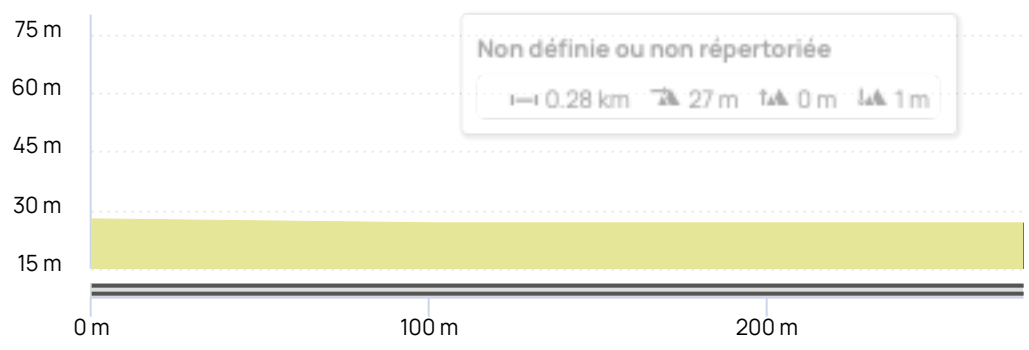 75 m
Non définie ou non répertoriée
60 m
0.28 km 27 m 0 m 1 m
45 m
30 m
15 m
0 m 100 m 200 m